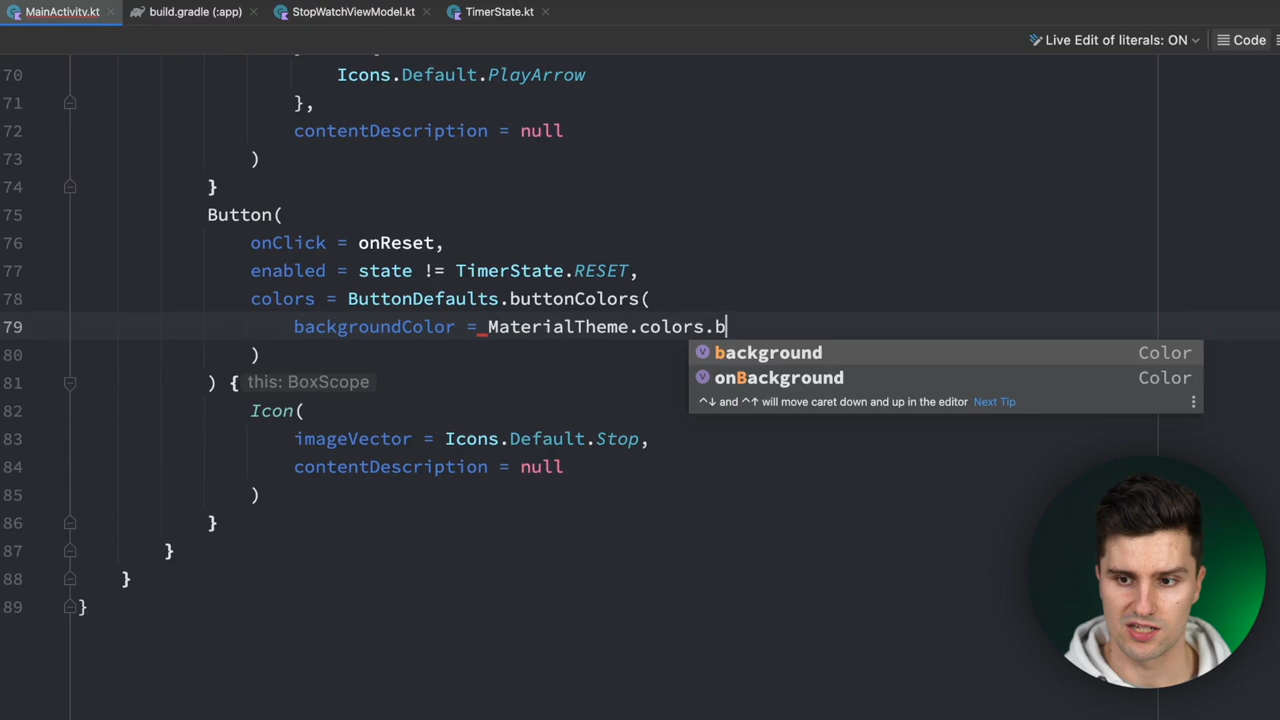 MainActivity.kt
build.gradle (:app)
StopWatchViewModel.kt
TimerState.kt
Live Edit of literals: ON
Code
70 Icons.Default.PlayArrow
71 },
72 contentDescription = null
73 )
74 }
75 Button(
76 onClick = onReset,
77 enabled = state != TimerState.RESET,
78 colors = ButtonDefaults.buttonColors(
79 backgroundColor = MaterialTheme.colors.b
background Color
onBackground Color
^↓ and ^↑ will move caret down and up in the editor Next Tip
80 )
81 ) { this: BoxScope
82 Icon(
83 imageVector = Icons.Default.Stop,
84 contentDescription = null
85 )
86 }
87 }
88 }
89 }